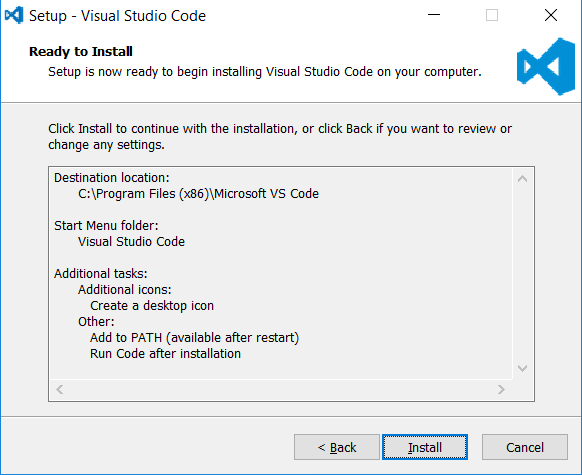 Setup - Visual Studio Code
Ready to Install
Setup is now ready to begin installing Visual Studio Code on your computer.
Click Install to continue with the installation, or click Back if you want to review or
change any settings.
Destination location:
C:\Program Files (x86)\Microsoft VS Code
Start Menu folder:
Visual Studio Code
Additional tasks:
Additional icons:
Create a desktop icon
Other:
Add to PATH (available after restart)
Run Code after installation
< Back
Install
Cancel